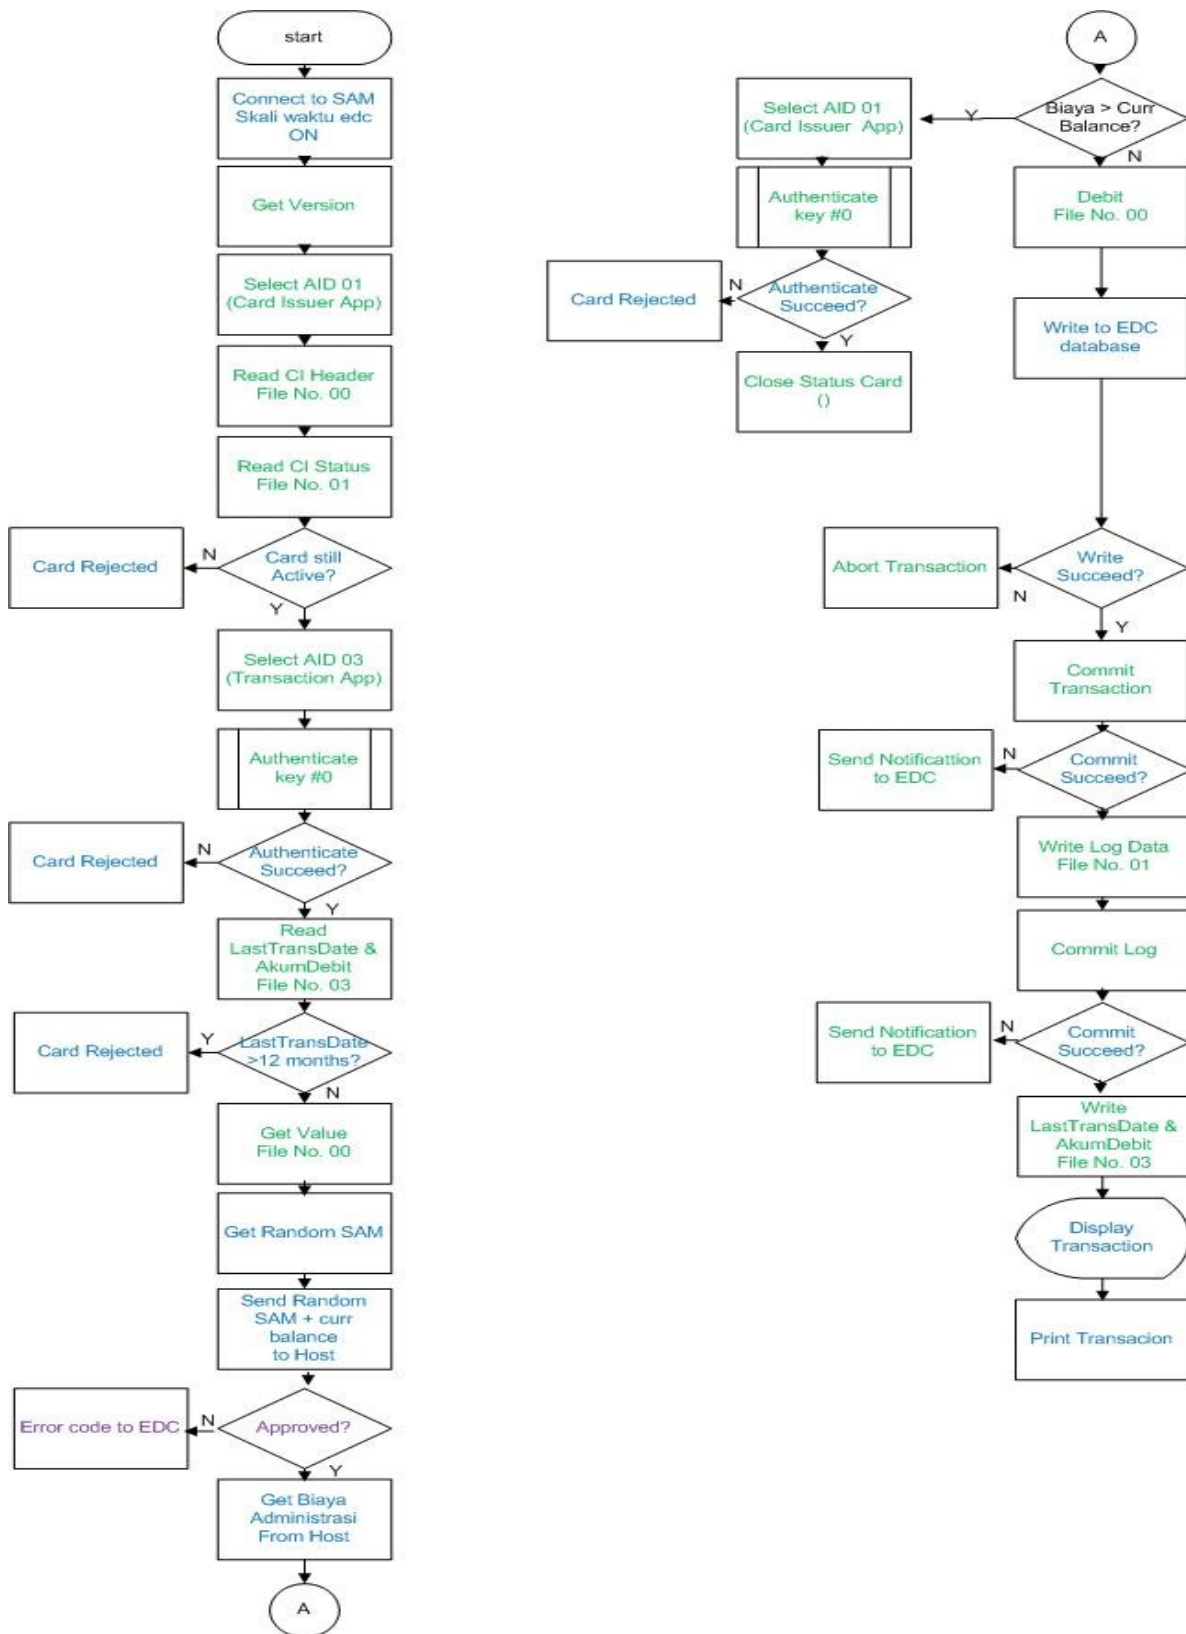 start
Connect to SAM
Skali waktu edc
ON
Get Version
Select AID 01
(Card Issuer App)
Read CI Header
File No. 00
Read CI Status
File No. 01
Card Rejected
N
Card still
Active?
Y
Select AID 03
(Transaction App)
Authenticate
key #0
Card Rejected
N
Authenticate
Succeed?
Y
Read
LastTransDate &
AkumDebit
File No. 03
Card Rejected
Y
LastTransDate
>12 months?
N
Get Value
File No. 00
Get Random SAM
Send Random
SAM + curr
balance
to Host
Error code to EDC
N
Approved?
Y
Get Biaya
Administrasi
From Host
A
A
Biaya > Curr
Balance?
Y
N
Select AID 01
(Card Issuer App)
Authenticate
key #0
Card Rejected
N
Authenticate
Succeed?
Y
Close Status Card
()
Debit
File No. 00
Write to EDC
database
Abort Transaction
N
Write
Succeed?
Y
Commit
Transaction
Send Notificattion
to EDC
N
Commit
Succeed?
Write Log Data
File No. 01
Commit Log
Send Notification
to EDC
N
Commit
Succeed?
Write
LastTransDate &
AkumDebit
File No. 03
Display
Transaction
Print Transacion